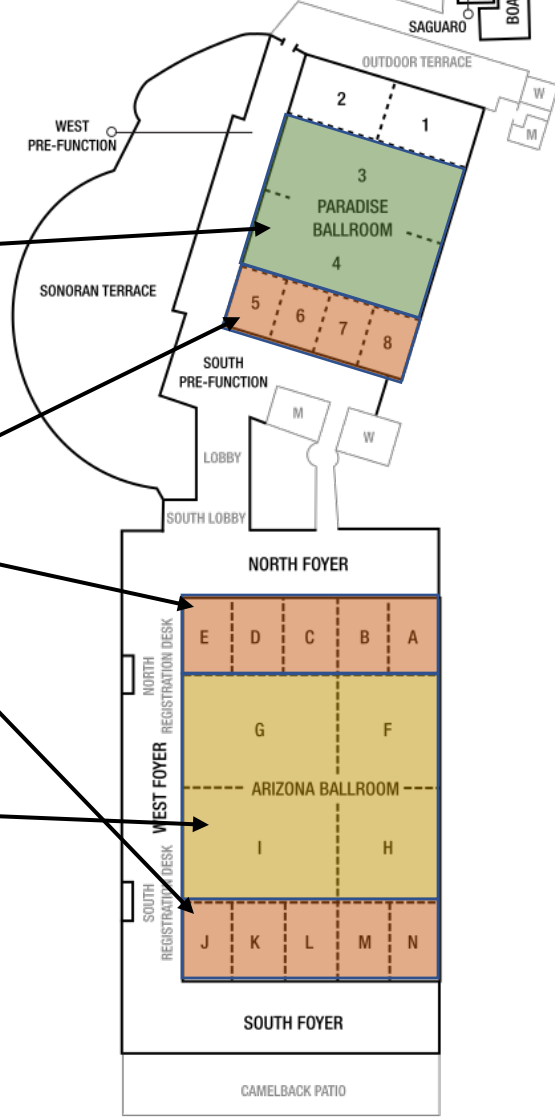 SAGUARO
BOA
OUTDOOR TERRACE
W
M
2
1
WEST
PRE-FUNCTION
3
PARADISE
BALLROOM
4
SONORAN TERRACE
5
6
7
8
SOUTH
PRE-FUNCTION
M
W
LOBBY
SOUTH LOBBY
NORTH FOYER
E
D
C
B
A
NORTH
REGISTRATION DESK
G
F
WEST FOYER
ARIZONA BALLROOM
I
H
SOUTH
REGISTRATION DESK
J
K
L
M
N
SOUTH FOYER
CAMELBACK PATIO